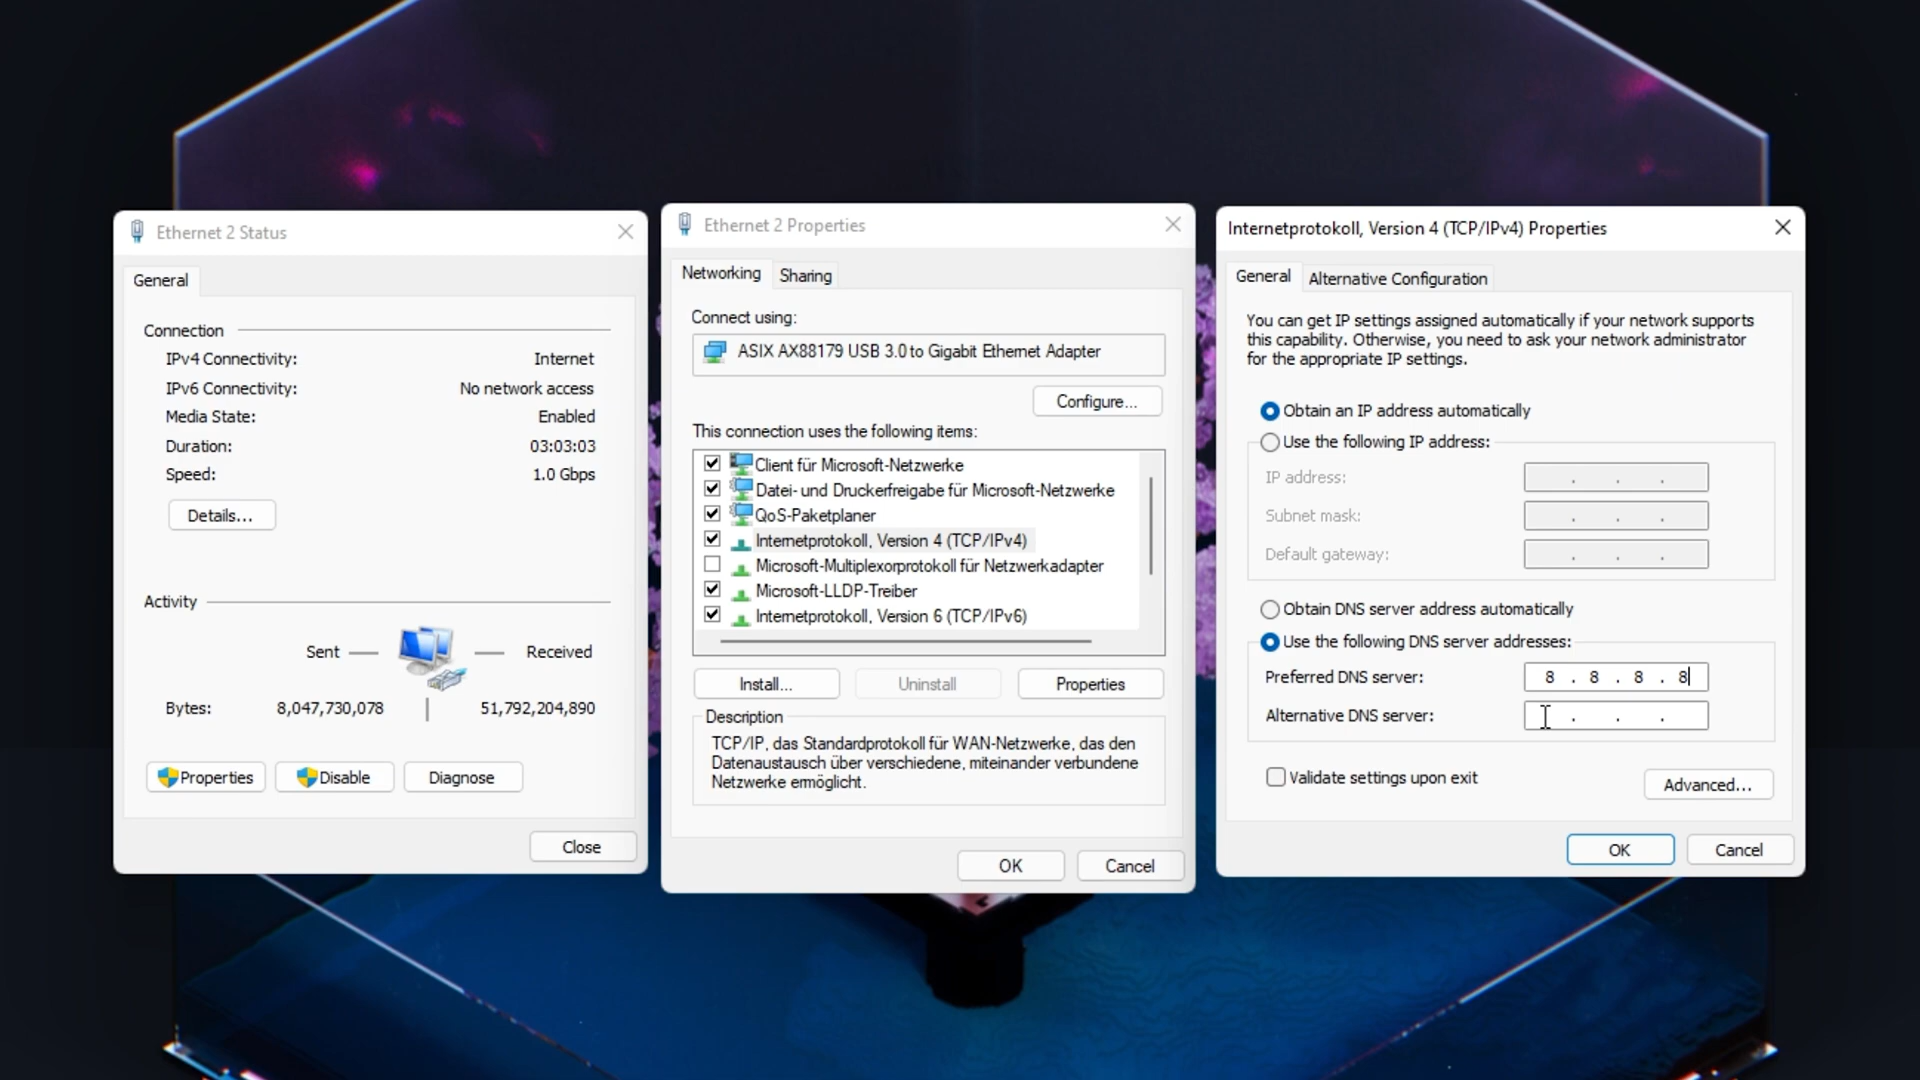 Ethernet 2 Status
General
Connection
IPv4 Connectivity: Internet
IPv6 Connectivity: No network access
Media State: Enabled
Duration: 03:03:03
Speed: 1.0 Gbps
Details...
Activity
Sent Received
Bytes: 8,047,730,078 51,792,204,890
Properties Disable Diagnose
Close
Ethernet 2 Properties
Networking Sharing
Connect using:
ASIX AX88179 USB 3.0 to Gigabit Ethernet Adapter
Configure...
This connection uses the following items:
Client für Microsoft-Netzwerke
Datei- und Druckerfreigabe für Microsoft-Netzwerke
QoS-Paketplaner
Internetprotokoll, Version 4 (TCP/IPv4)
Microsoft-Multiplexorprotokoll für Netzwerkadapter
Microsoft-LLDP-Treiber
Internetprotokoll, Version 6 (TCP/IPv6)
Install... Uninstall Properties
Description
TCP/IP, das Standardprotokoll für WAN-Netzwerke, das den
Datenaustausch über verschiedene, miteinander verbundene
Netzwerke ermöglicht.
OK Cancel
Internetprotokoll, Version 4 (TCP/IPv4) Properties
General Alternative Configuration
You can get IP settings assigned automatically if your network supports
this capability. Otherwise, you need to ask your network administrator
for the appropriate IP settings.
Obtain an IP address automatically
Use the following IP address:
IP address: . . .
Subnet mask: . . .
Default gateway: . . .
Obtain DNS server address automatically
Use the following DNS server addresses:
Preferred DNS server: 8 . 8 . 8 . 8
Alternative DNS server: . . .
Validate settings upon exit
Advanced...
OK Cancel